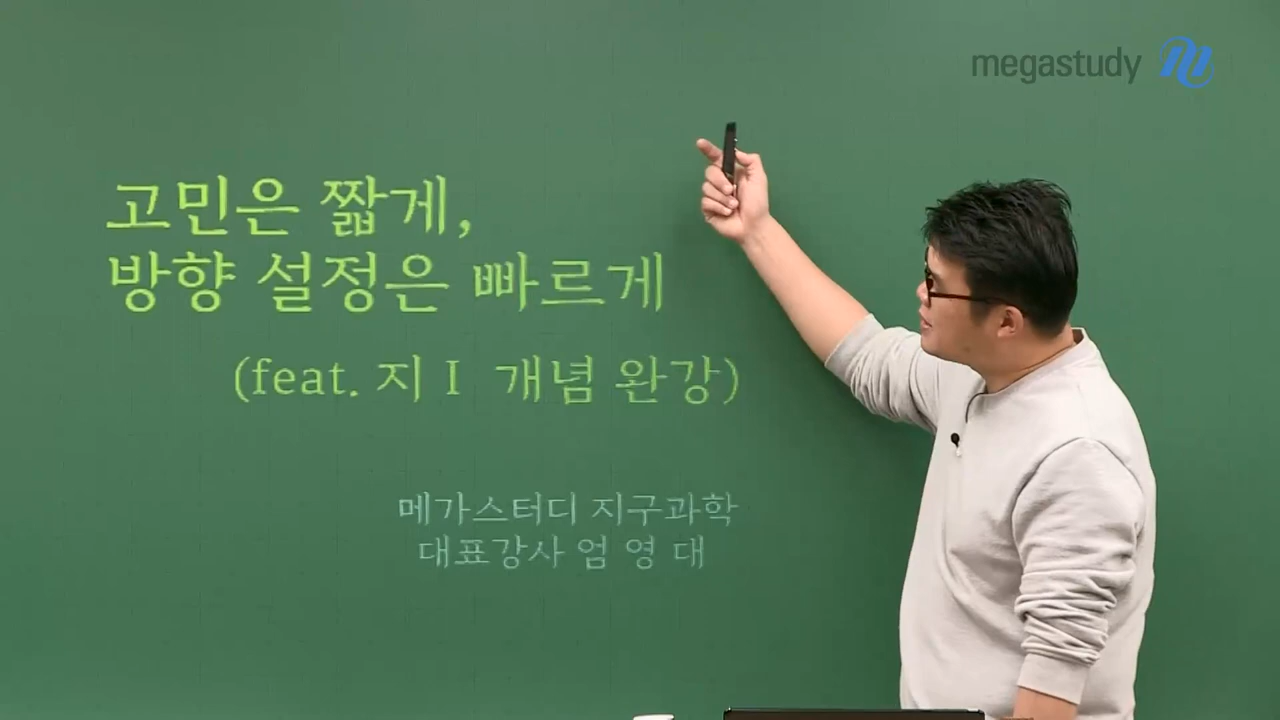 megastudy
고민은 짧게,
방향 설정은 빠르게
(feat. 지Ⅰ 개념 완강)
메가스터디 지구과학
대표강사 엄 영 대